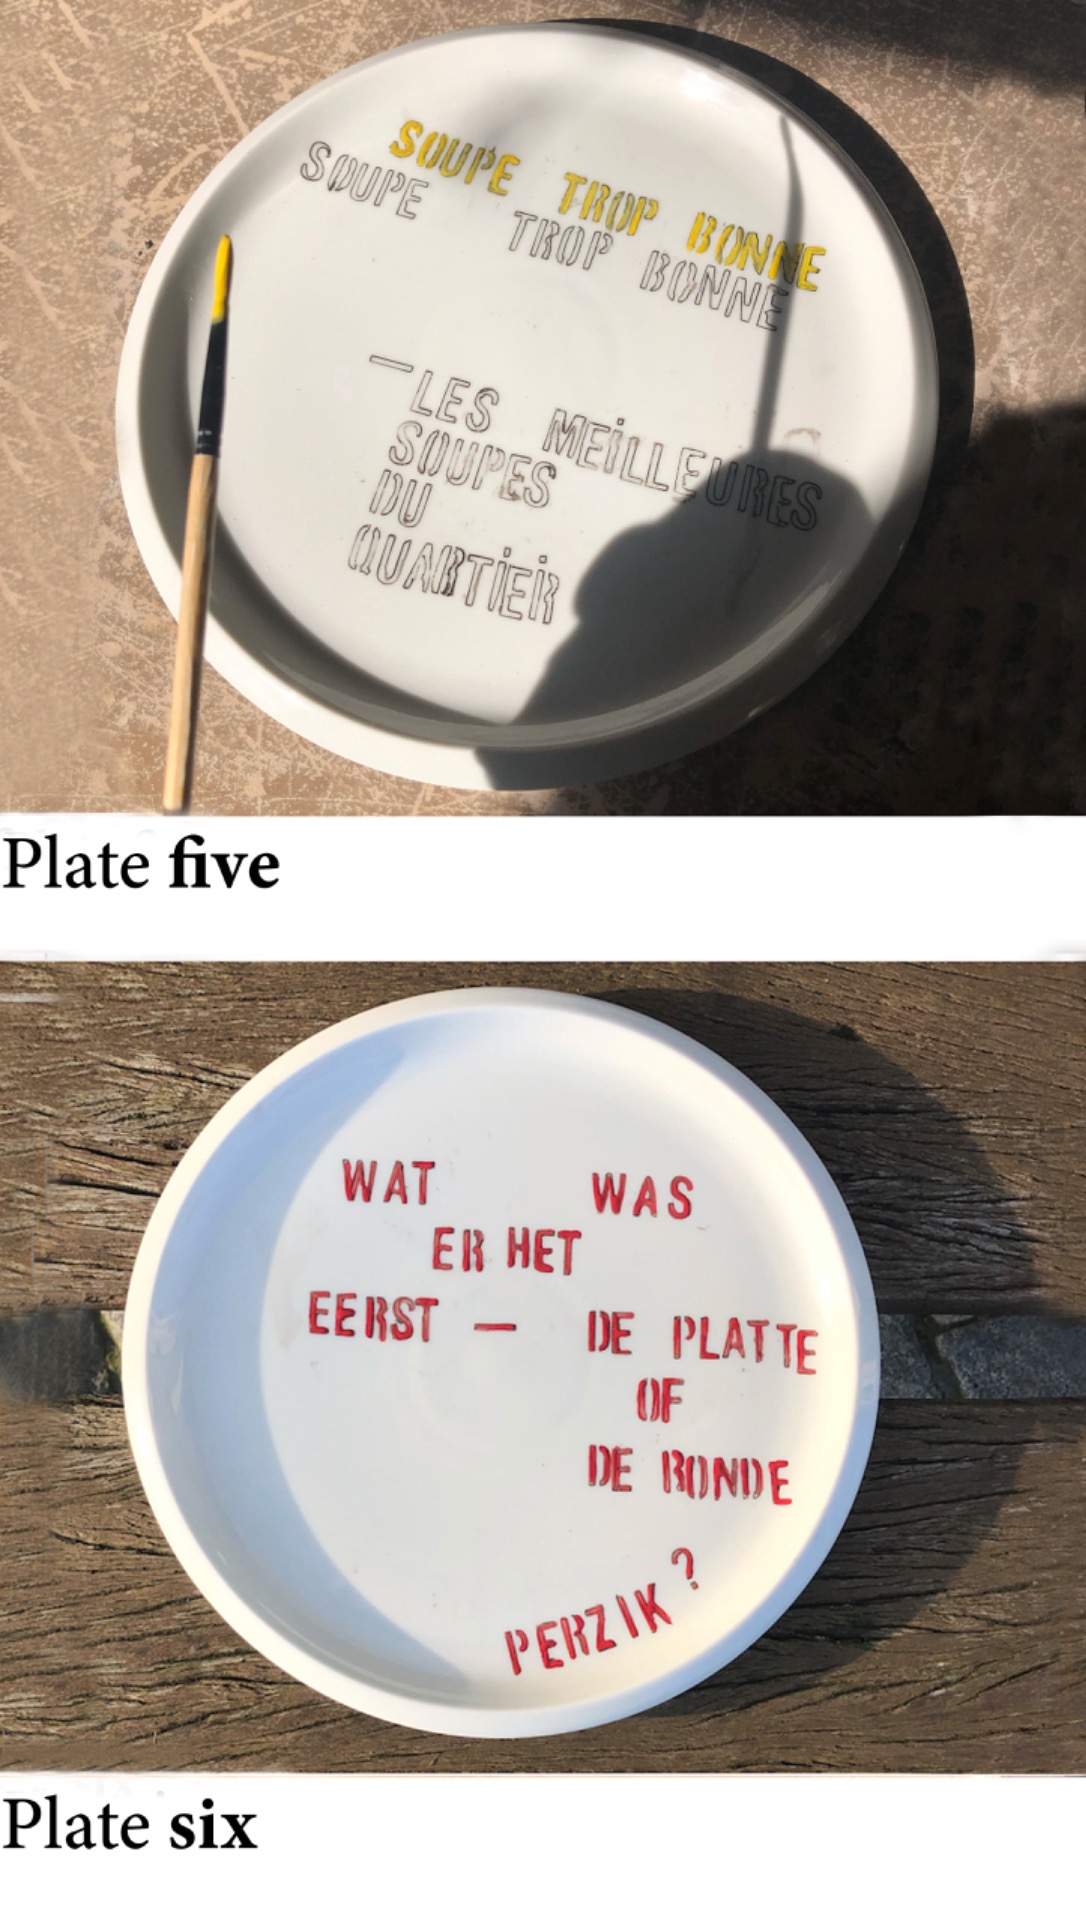 SOUPE TROP BONNE
SOUPE TROP BONNE
—LES MEiLLEURES
SOUPES
DU
QUARTiER
Plate five
WAT WAS
ER HET
EERST — DE PLATTE
OF
DE RONDE
PERZIK ?
Plate six